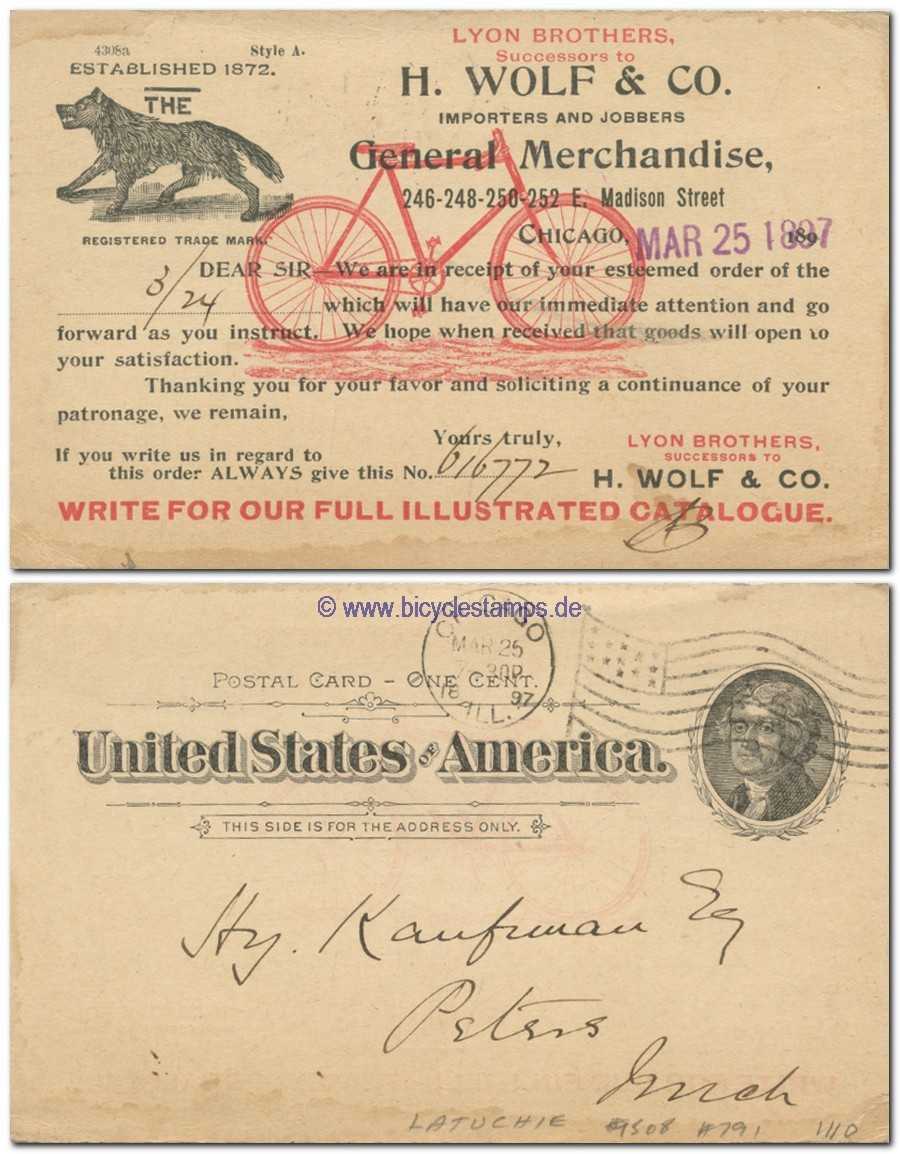 4308a Style A.
ESTABLISHED 1872.
THE
REGISTERED TRADE MARK.
LYON BROTHERS,
Successors to
H. WOLF & CO.
IMPORTERS AND JOBBERS
General Merchandise,
246-248-250-252 E. Madison Street
CHICAGO, MAR 25 1897
3/24 DEAR SIR—We are in receipt of your esteemed order of the
which will have our immediate attention and go
forward as you instruct. We hope when received that goods will open to
your satisfaction.
Thanking you for your favor and soliciting a continuance of your
patronage, we remain,
Yours truly,
If you write us in regard to
this order ALWAYS give this No. 616772
LYON BROTHERS,
SUCCESSORS TO
H. WOLF & CO.
WRITE FOR OUR FULL ILLUSTRATED CATALOGUE.
© www.bicyclestamps.de
CHICAGO
MAR 25
7-30P
18 97
ILL.
POSTAL CARD - ONE CENT.
United States of America.
THIS SIDE IS FOR THE ADDRESS ONLY.
Hy. Kaufman Esq
Peters
Mich
LATUCHIE #791 1110